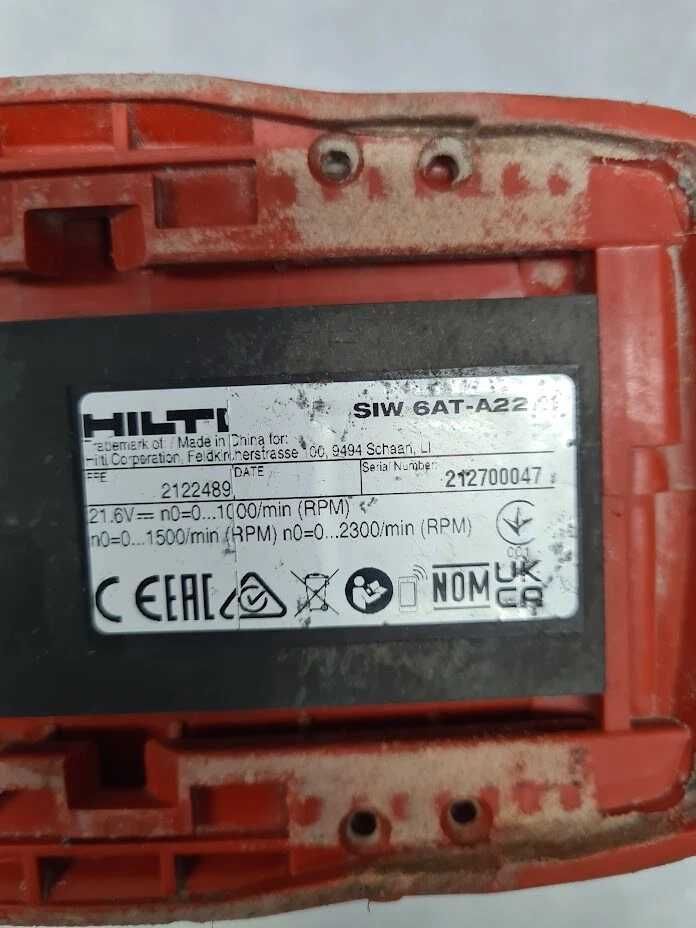 HILTI SIW 6AT-A22
Trademark of / Made in China for:
Hilti Corporation, Feldkircherstrasse 100, 9494 Schaan, LI
2122489 DATE Serial Number: 212700047
21.6V n0=0...1000/min (RPM)
n0=0...1500/min (RPM) n0=0...2300/min (RPM)
001
CE EAC NOM UK CA